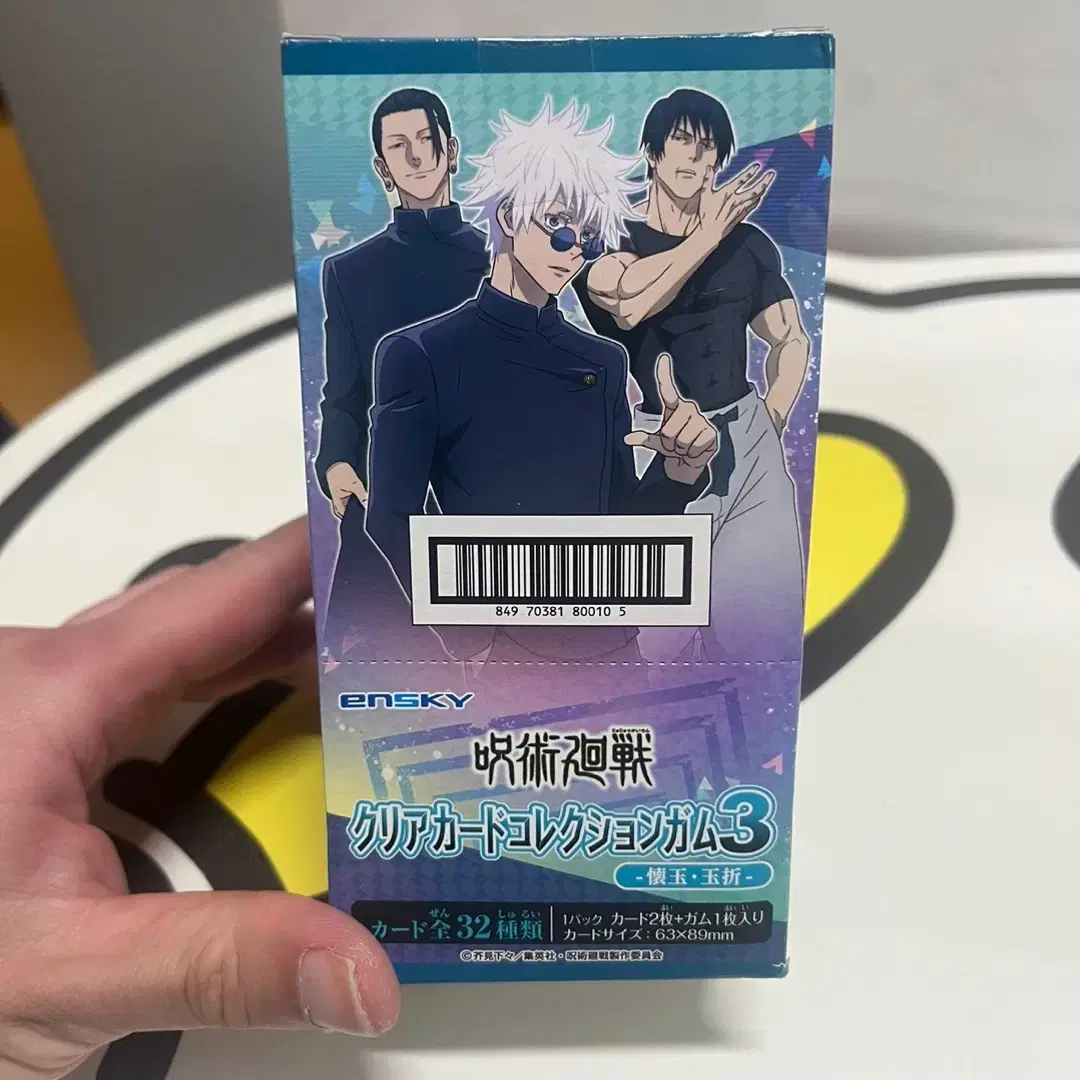 849 70381 80010 5
ensky
じゅじゅつかいせん
呪術廻戦
クリアカードコレクションガム3
-懐玉・玉折-
カード全32種類
ぜん しゅるい
1パック カード2枚+ガム1枚入り
まい まいい
カードサイズ：63×89mm
©芥見下々／集英社・呪術廻戦製作委員会